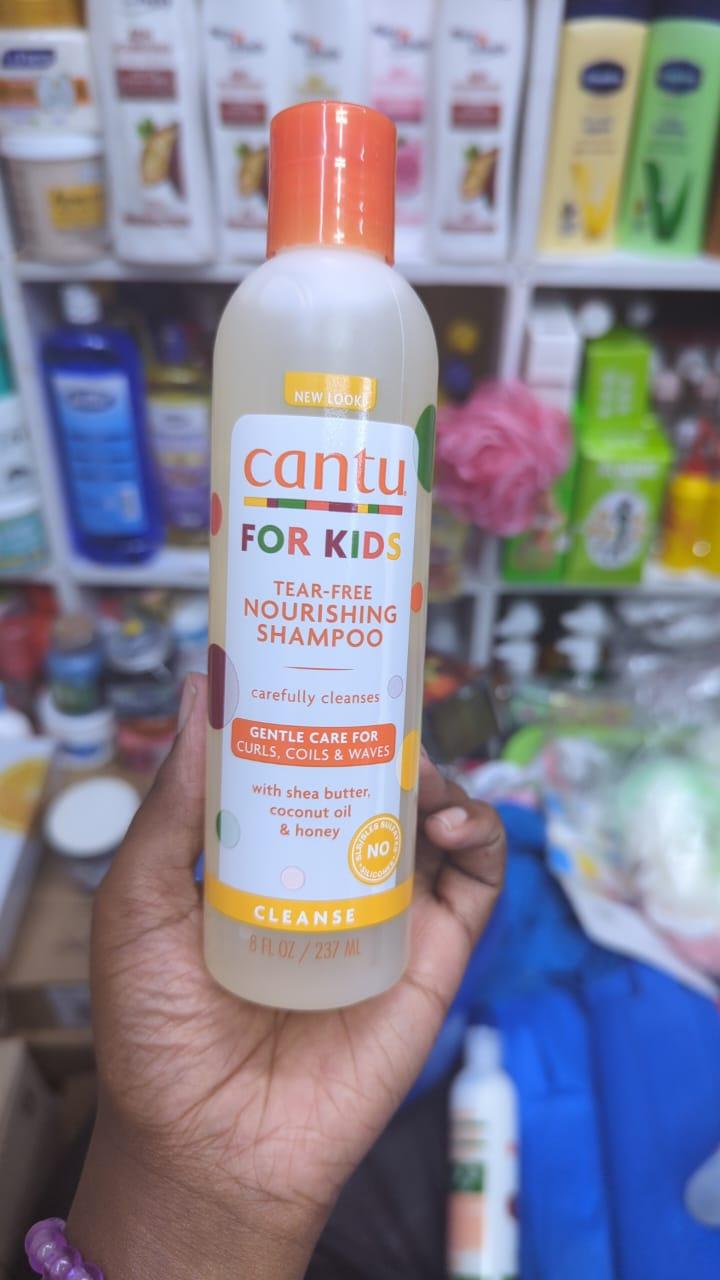 NEW LOOK!
cantu
FOR KIDS
TEAR-FREE
NOURISHING
SHAMPOO
carefully cleanses
GENTLE CARE FOR
CURLS, COILS & WAVES
with shea butter,
coconut oil
& honey
NO
SILICONES
CLEANSE
8 FL OZ / 237 ML